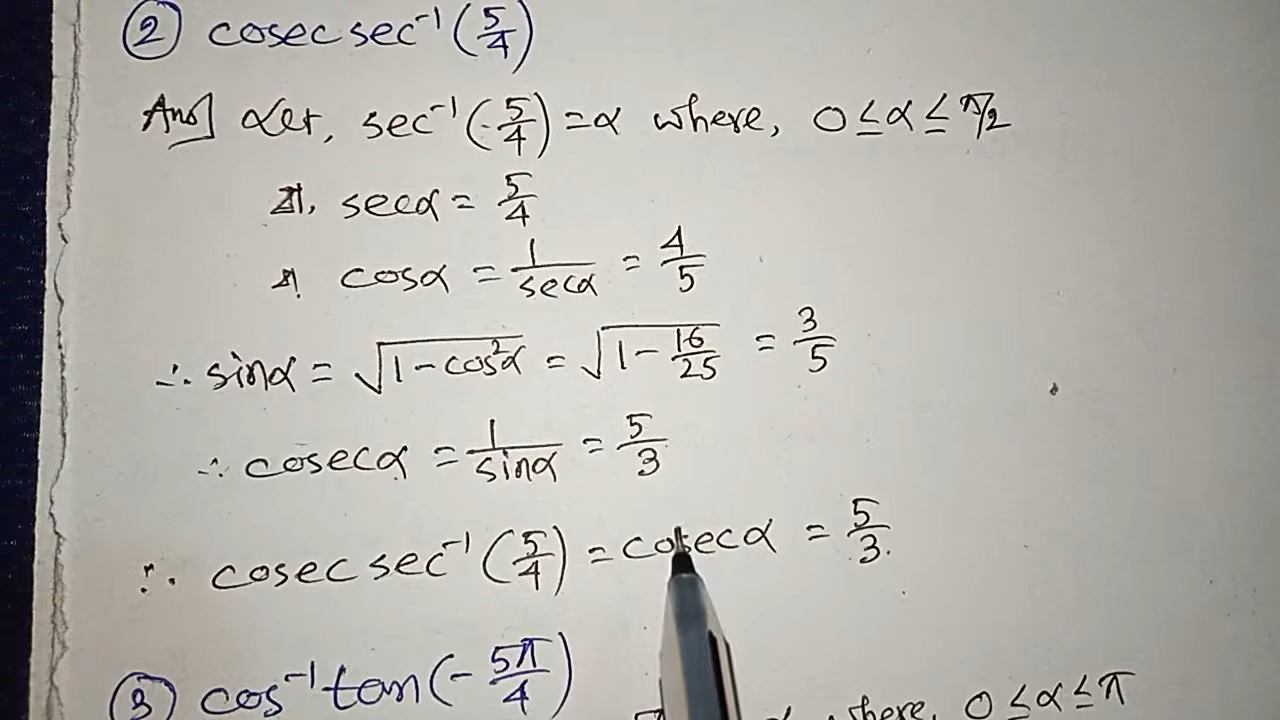 ② cosec sec⁻¹(5/4)
Ans] Let, sec⁻¹(5/4) = α where, 0 ≤ α ≤ π/2
বা, secα = 5/4
বা cosα = 1/secα = 4/5
∴ sinα = √(1-cos²α) = √(1 - 16/25) = 3/5
∴ cosecα = 1/sinα = 5/3
∴ cosec sec⁻¹(5/4) = cosecα = 5/3.
③ cos⁻¹tan(-5π/4)
where, 0 ≤ α ≤ π